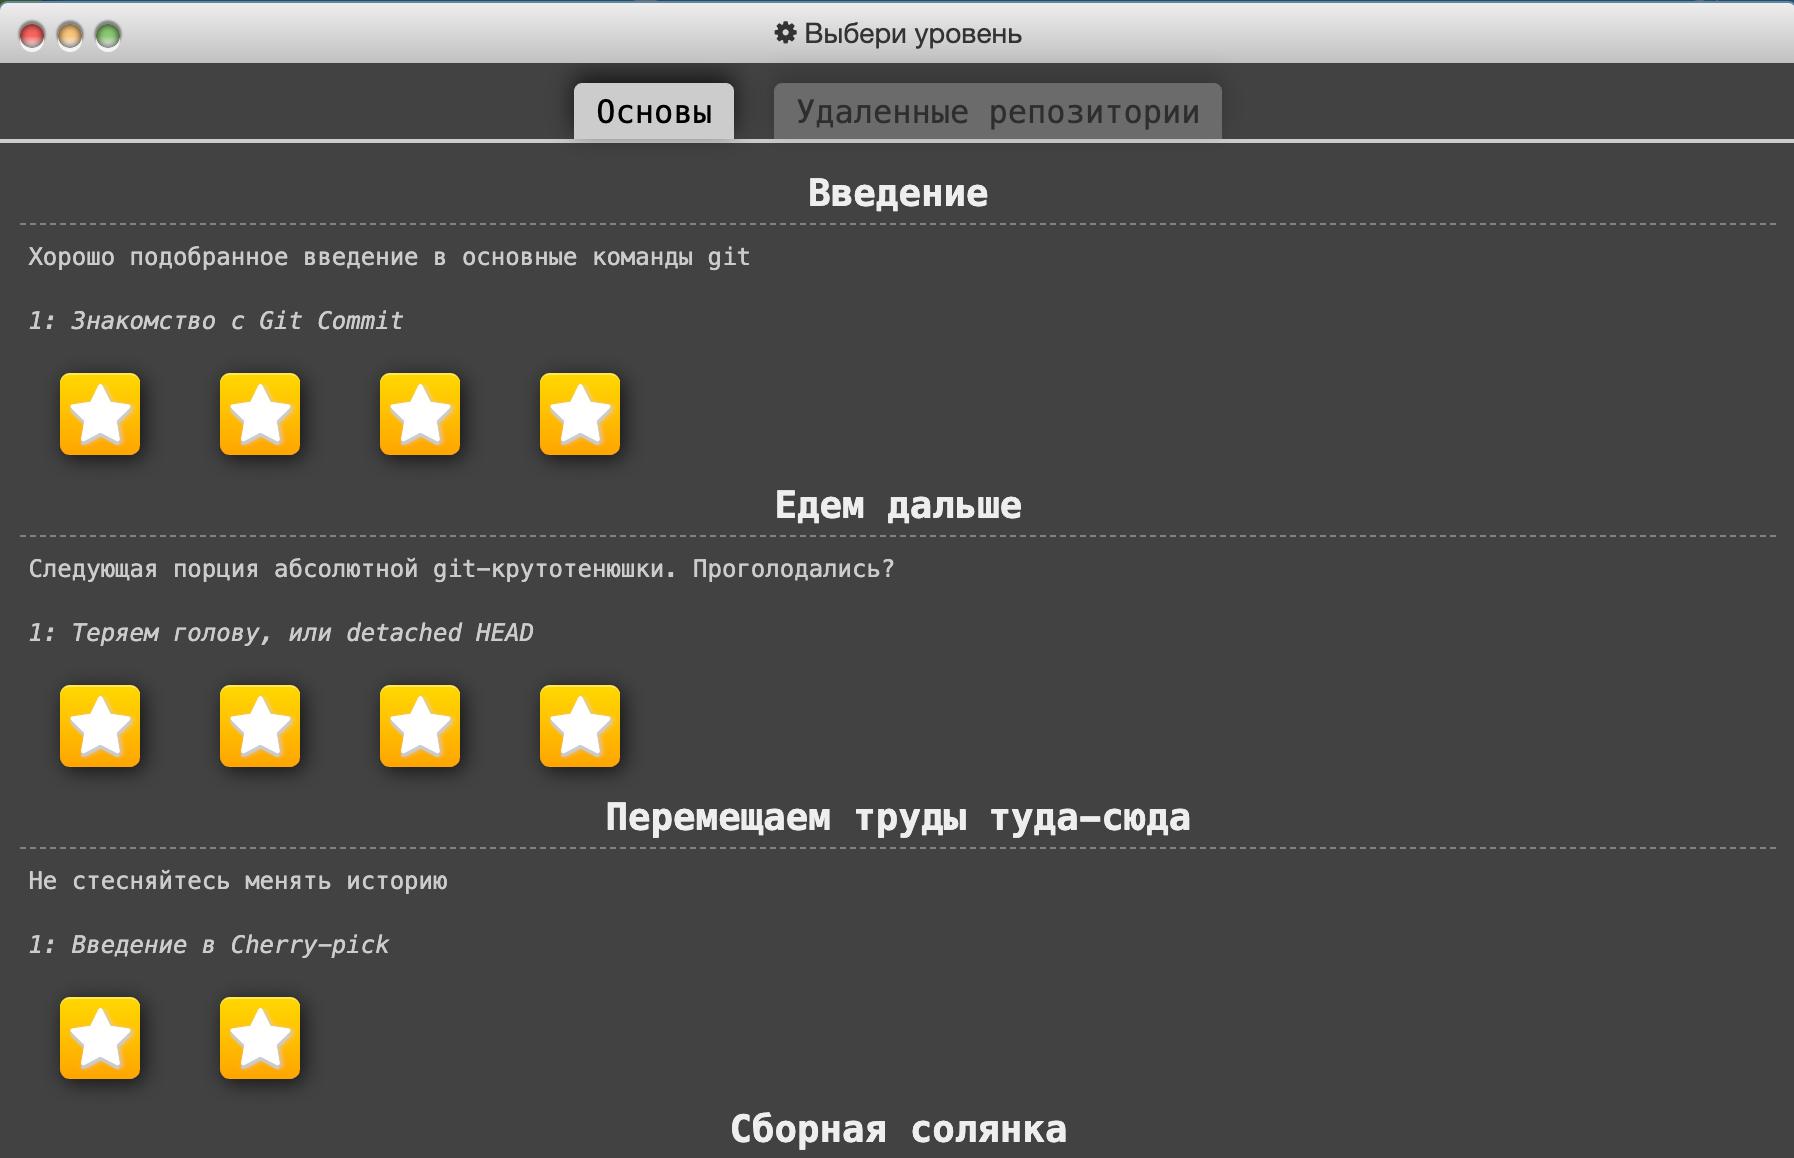 Выбери уровень
Основы
Удаленные репозитории
Введение
Хорошо подобранное введение в основные команды git
1: Знакомство с Git Commit
Едем дальше
Следующая порция абсолютной git-крутотенюшки. Проголодались?
1: Теряем голову, или detached HEAD
Перемещаем труды туда-сюда
Не стесняйтесь менять историю
1: Введение в Cherry-pick
Сборная солянка